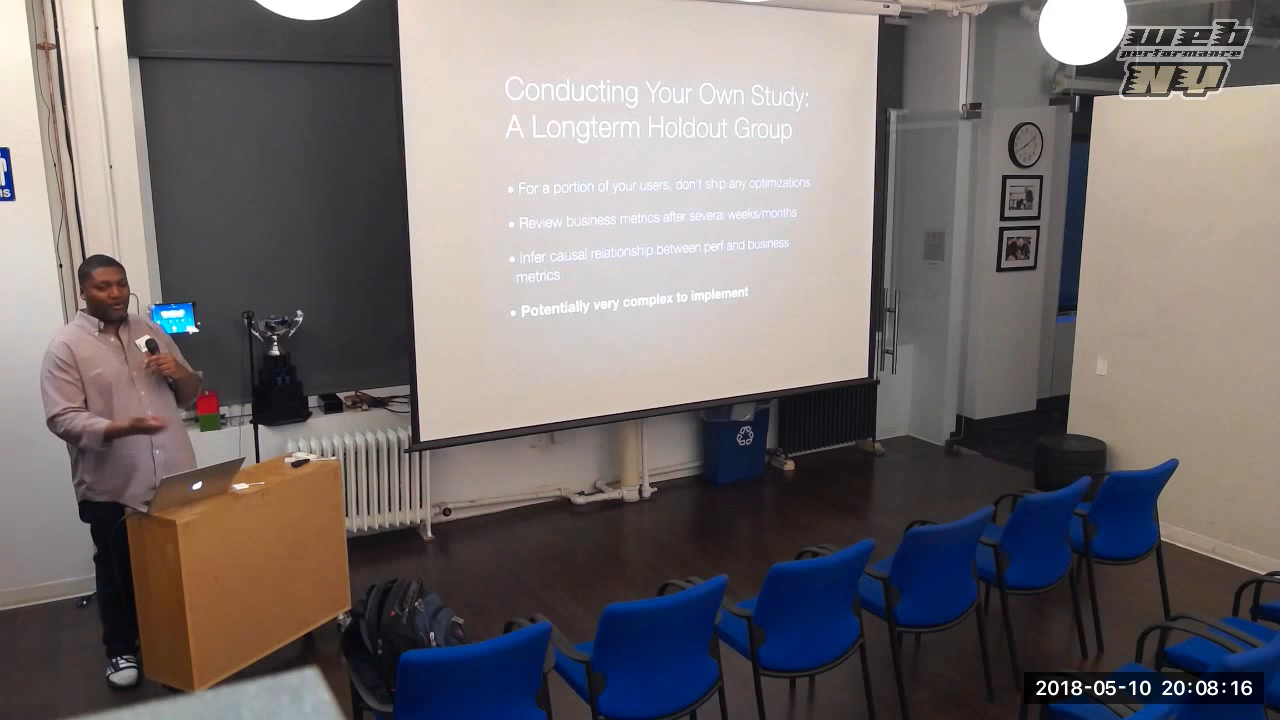 web
performance
NY
Conducting Your Own Study:
A Longterm Holdout Group
• For a portion of your users, don't ship any optimizations
• Review business metrics after several weeks/months
• Infer causal relationship between perf and business
metrics
• Potentially very complex to implement
2018-05-10 20:08:16